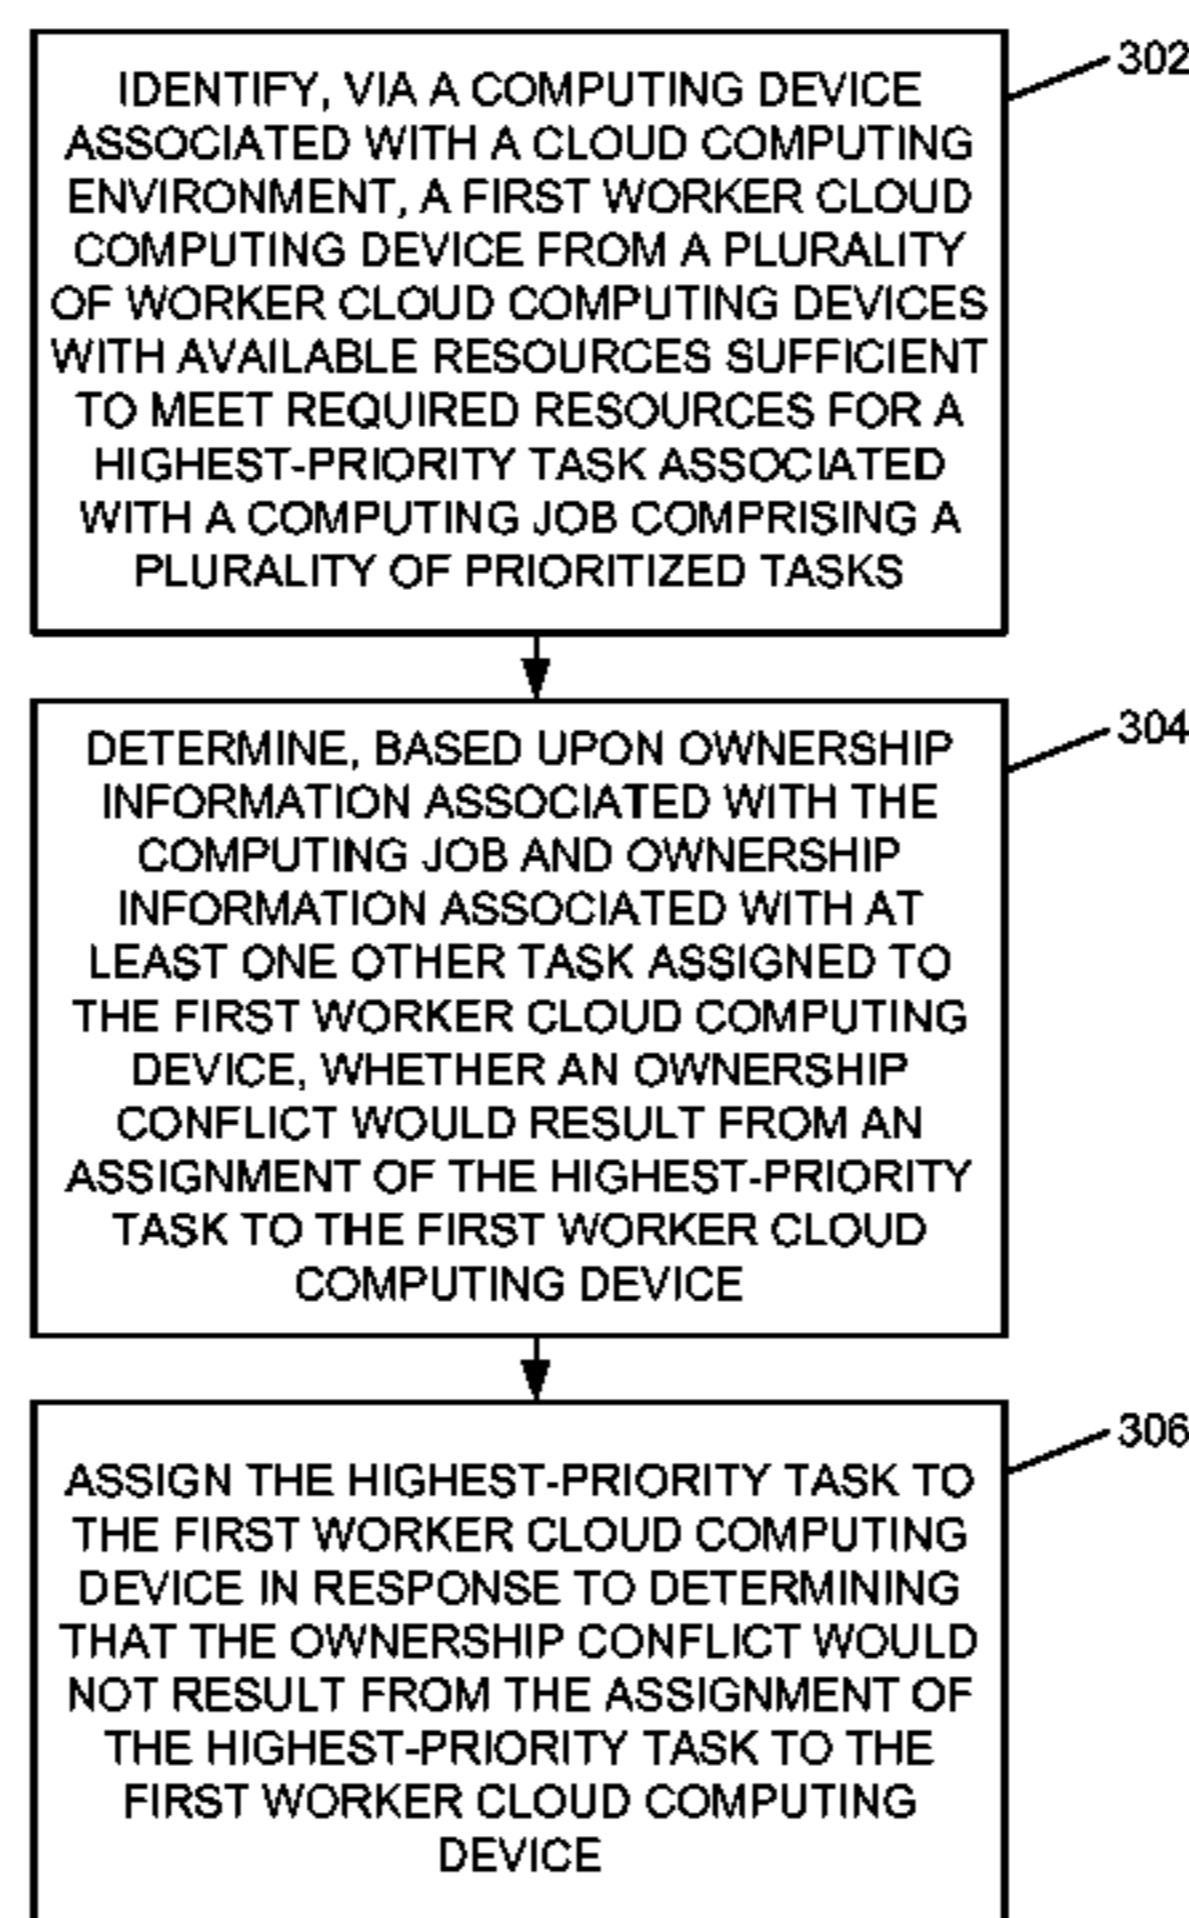 IDENTIFY, VIA A COMPUTING DEVICE
ASSOCIATED WITH A CLOUD COMPUTING
ENVIRONMENT, A FIRST WORKER CLOUD
COMPUTING DEVICE FROM A PLURALITY
OF WORKER CLOUD COMPUTING DEVICES
WITH AVAILABLE RESOURCES SUFFICIENT
TO MEET REQUIRED RESOURCES FOR A
HIGHEST-PRIORITY TASK ASSOCIATED
WITH A COMPUTING JOB COMPRISING A
PLURALITY OF PRIORITIZED TASKS
302
DETERMINE, BASED UPON OWNERSHIP
INFORMATION ASSOCIATED WITH THE
COMPUTING JOB AND OWNERSHIP
INFORMATION ASSOCIATED WITH AT
LEAST ONE OTHER TASK ASSIGNED TO
THE FIRST WORKER CLOUD COMPUTING
DEVICE, WHETHER AN OWNERSHIP
CONFLICT WOULD RESULT FROM AN
ASSIGNMENT OF THE HIGHEST-PRIORITY
TASK TO THE FIRST WORKER CLOUD
COMPUTING DEVICE
304
ASSIGN THE HIGHEST-PRIORITY TASK TO
THE FIRST WORKER CLOUD COMPUTING
DEVICE IN RESPONSE TO DETERMINING
THAT THE OWNERSHIP CONFLICT WOULD
NOT RESULT FROM THE ASSIGNMENT OF
THE HIGHEST-PRIORITY TASK TO THE
FIRST WORKER CLOUD COMPUTING
DEVICE
306